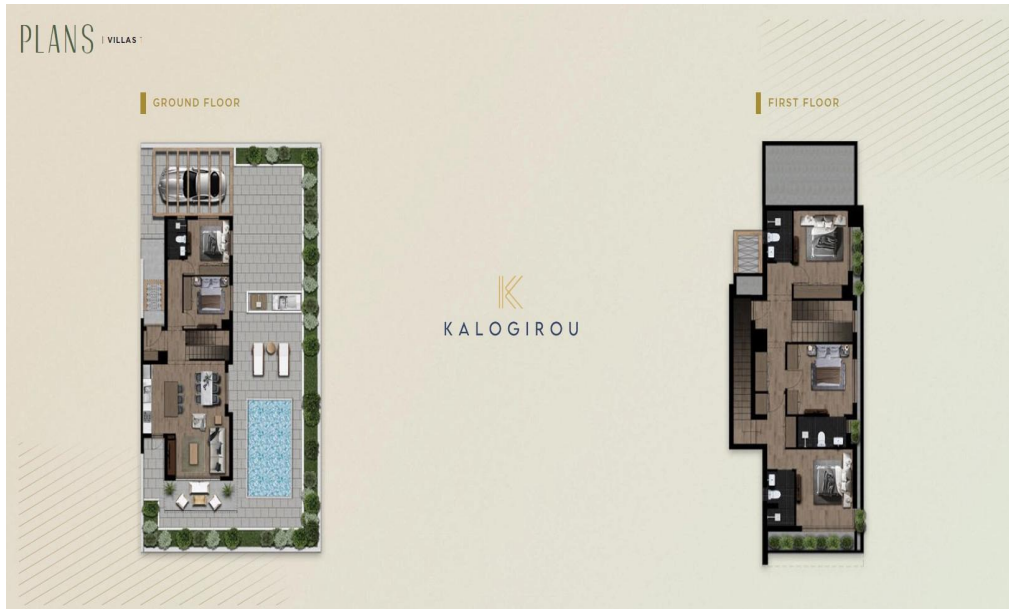 PLANS | VILLAS
GROUND FLOOR
FIRST FLOOR
K
KALOGIROU